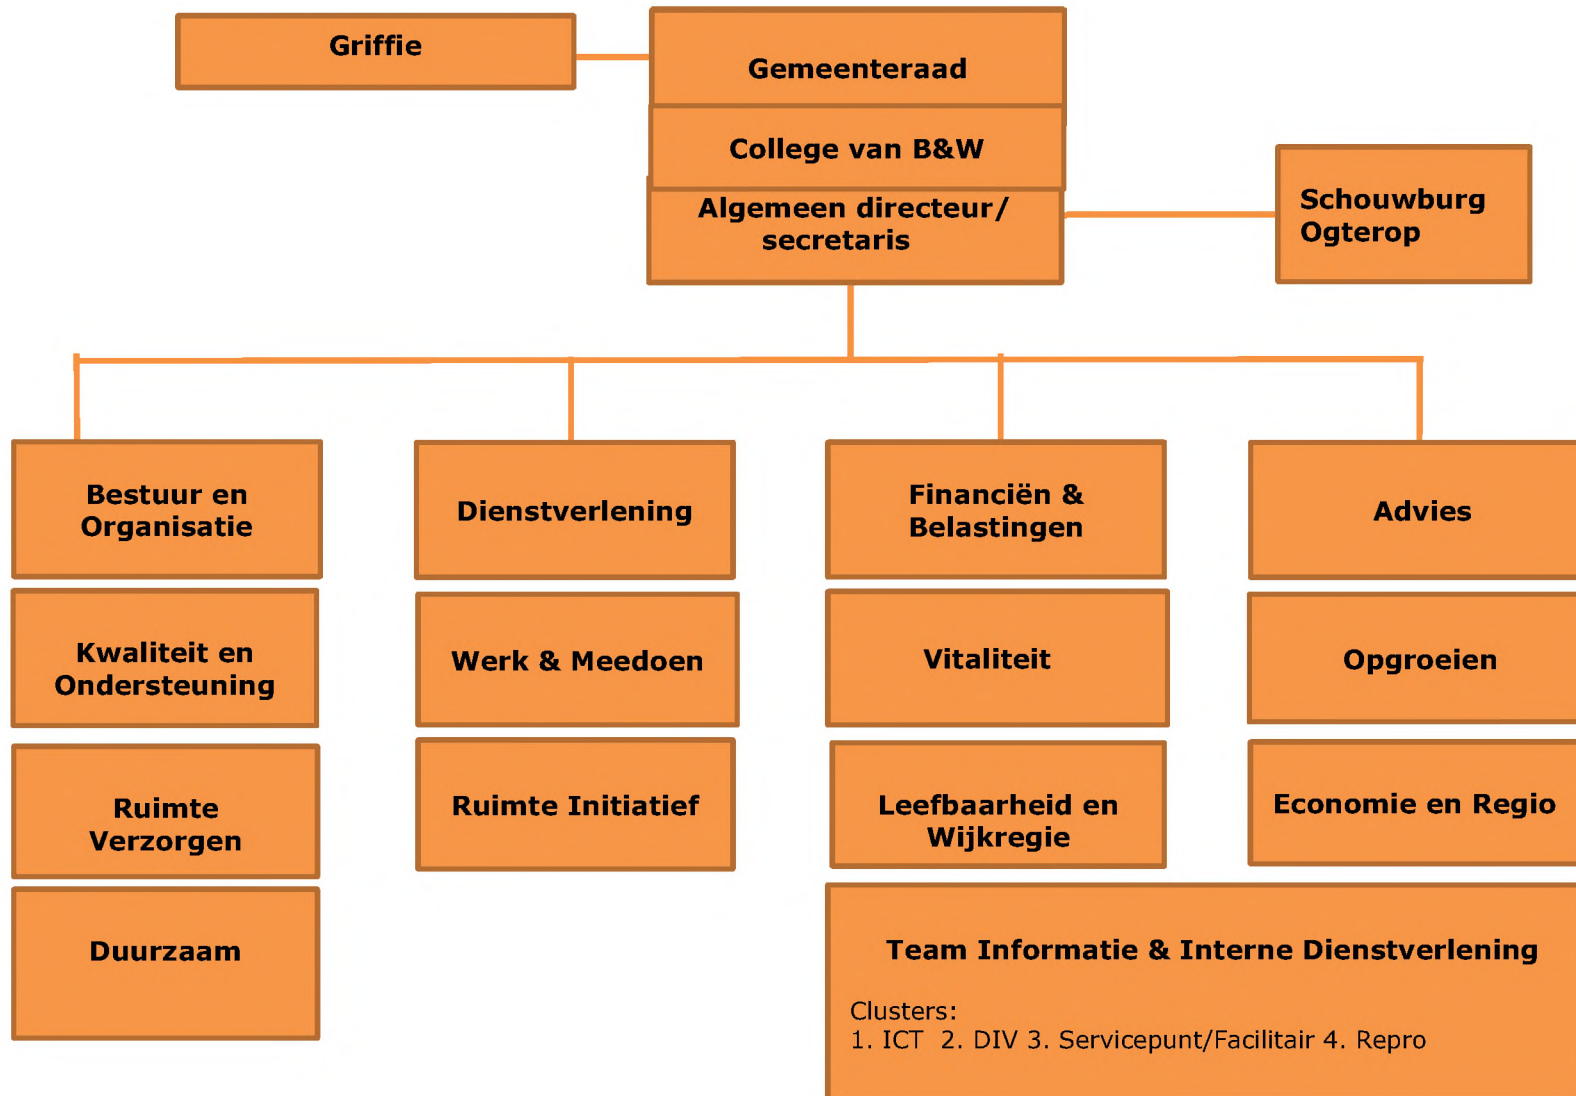 Griffie
Gemeenteraad
College van B&W
Algemeen directeur/
secretaris
Schouwburg
Ogterop
Bestuur en
Organisatie
Dienstverlening
Financiën &
Belastingen
Advies
Kwaliteit en
Ondersteuning
Werk & Meedoen
Vitaliteit
Opgroeien
Ruimte
Verzorgen
Ruimte Initiatief
Leefbaarheid en
Wijkregie
Economie en Regio
Duurzaam
Team Informatie & Interne Dienstverlening
Clusters:
1. ICT  2. DIV 3. Servicepunt/Facilitair 4. Repro